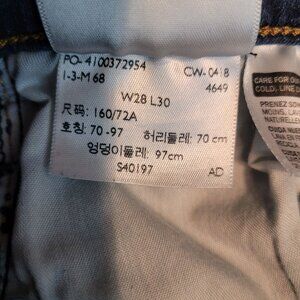 PO- 4100372954
1-3-M 68
CW-0418
4649
W28 L30
尺码: 160/72A
호칭: 70-97 허리둘레: 70 cm
엉덩이둘레: 97cm
S40197
AD
CARE FOR
COLD, LINE
PRENEZ SOIN
MOINS, LAV